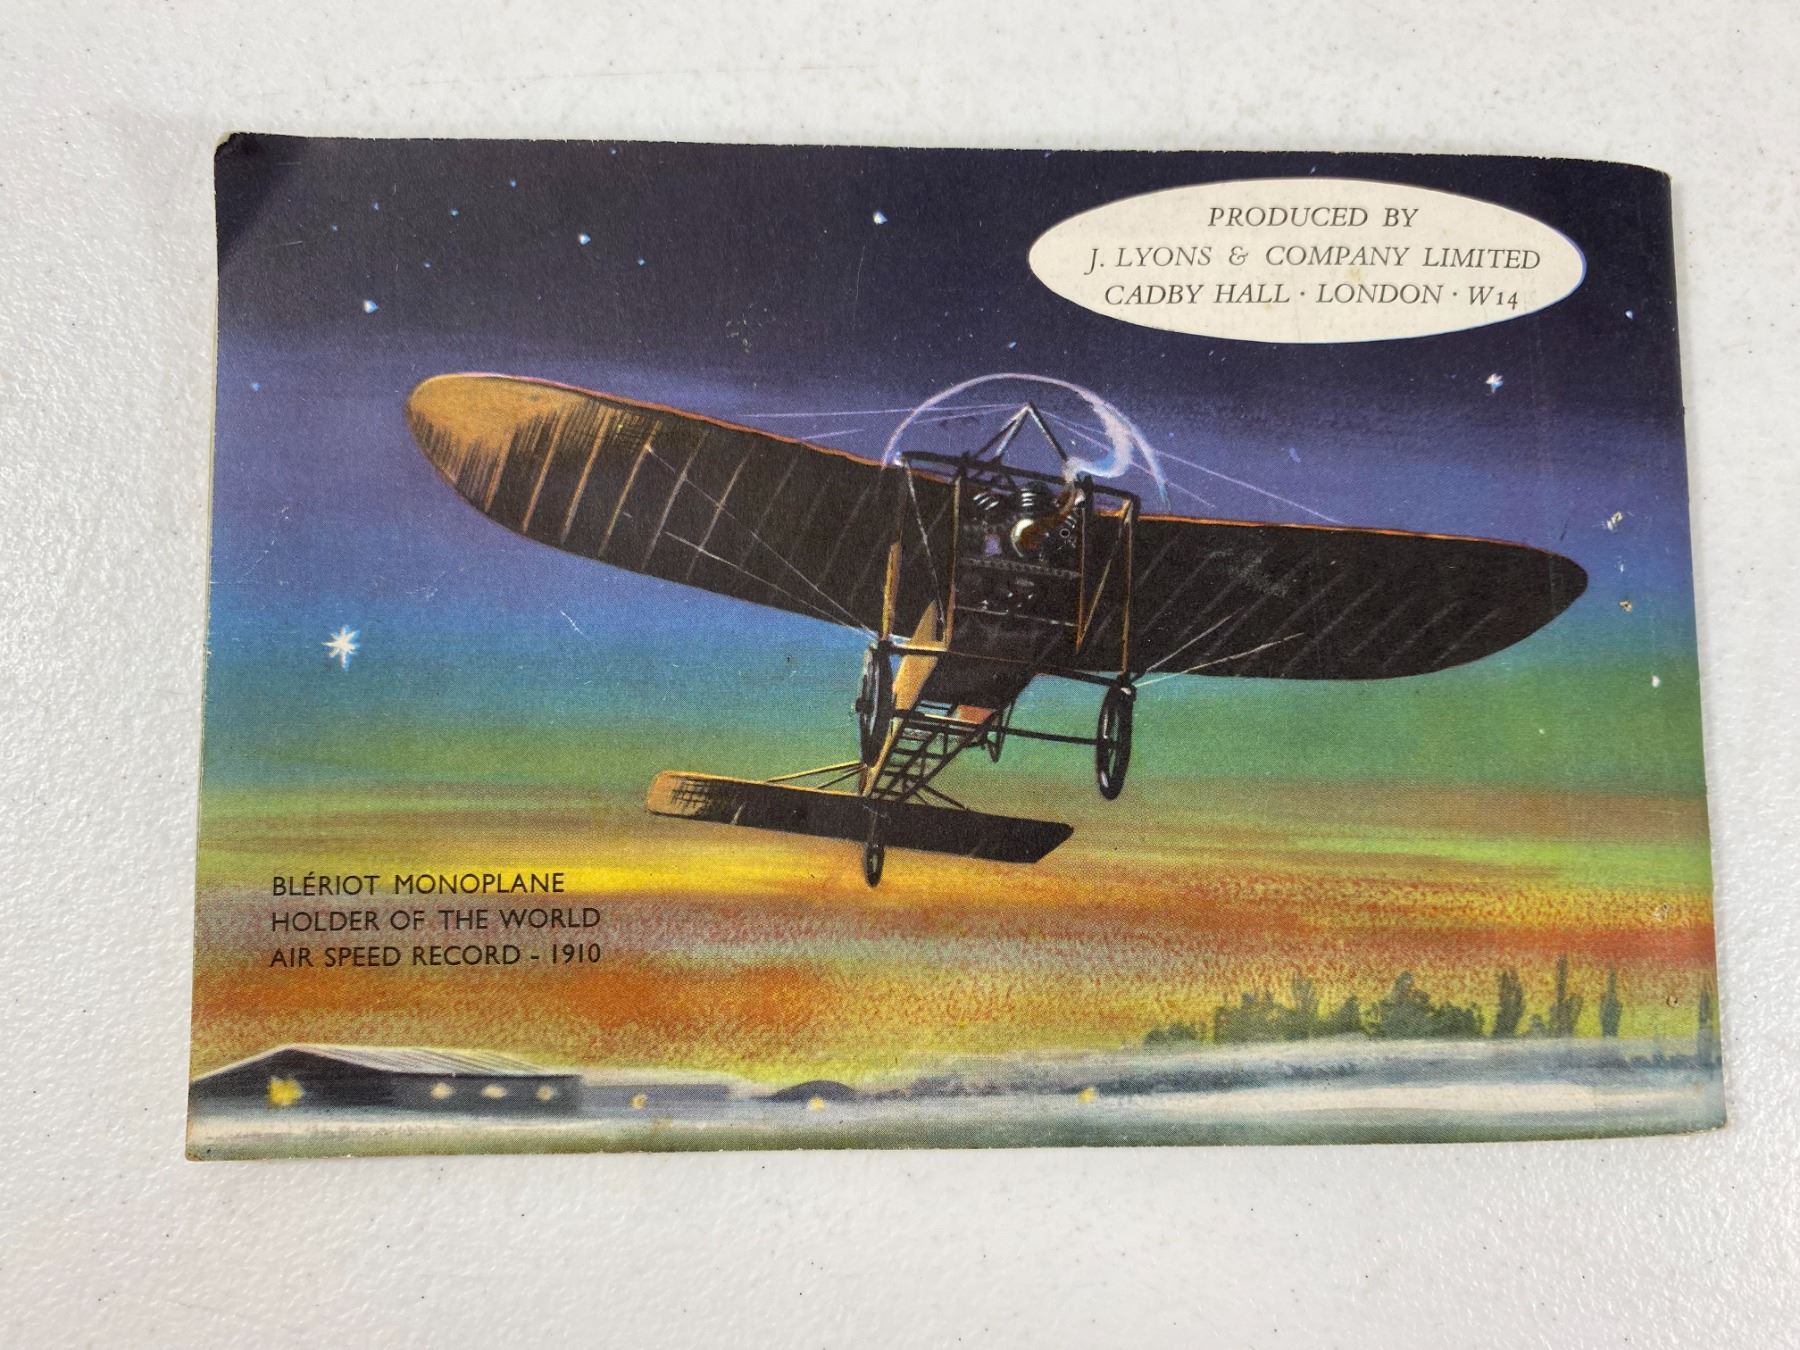 PRODUCED BY
J. LYONS & COMPANY LIMITED
CADBY HALL · LONDON · W14
BLÉRIOT MONOPLANE
HOLDER OF THE WORLD
AIR SPEED RECORD - 1910